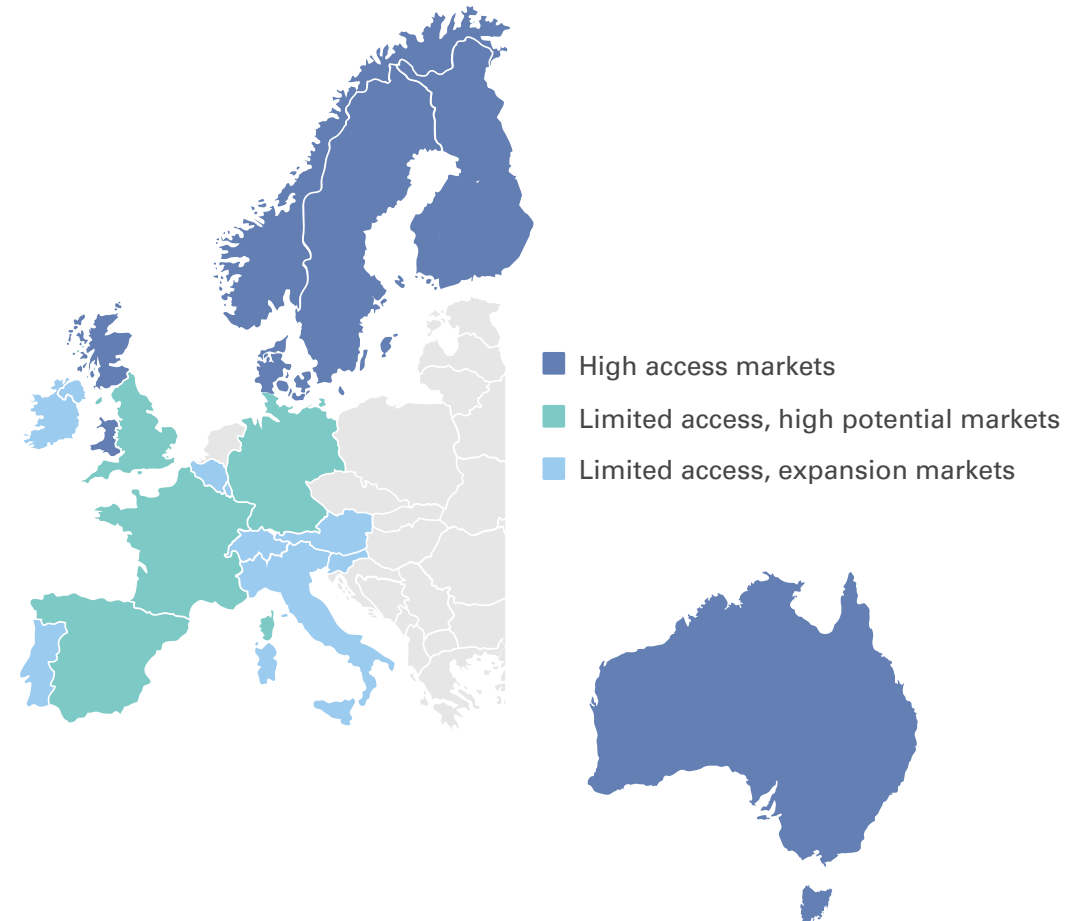 High access markets
Limited access, high potential markets
Limited access, expansion markets